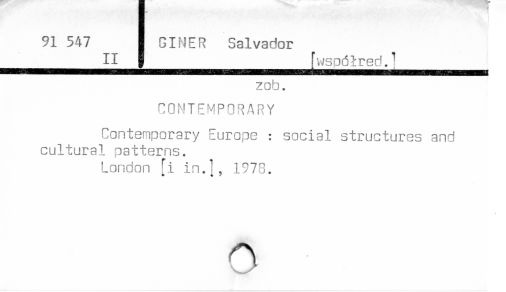 91 547 GINER Salvador
II [współred.]
zob.
CONTEMPORARY
Contemporary Europe : social structures and
cultural patterns.
London [i in.], 1978.